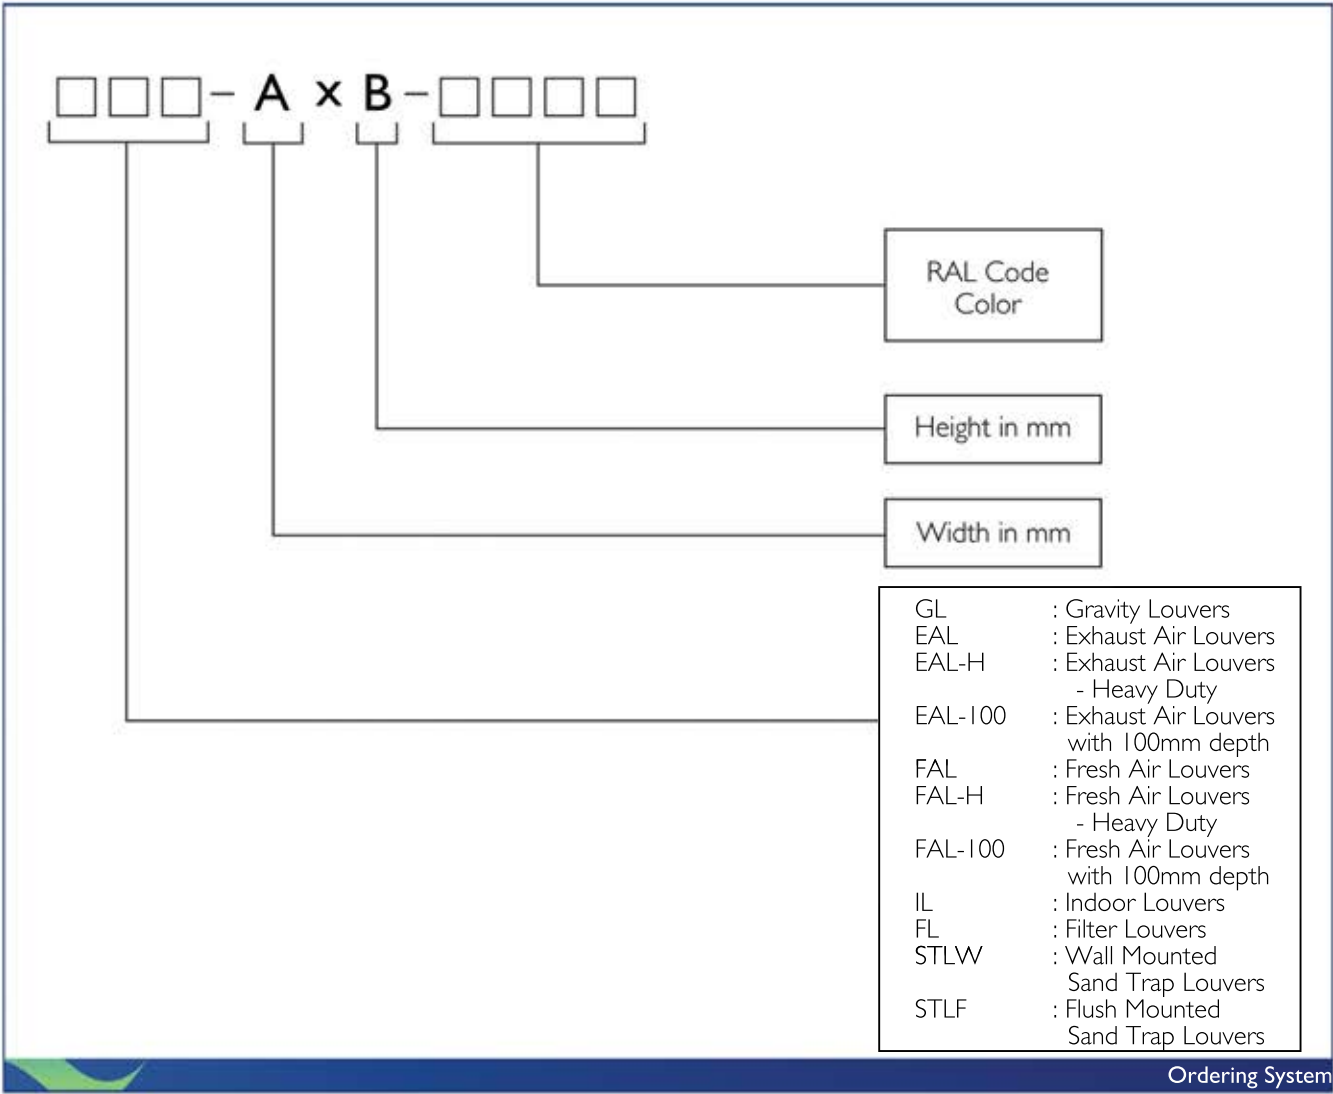 - A x B -
RAL Code
Color
Height in mm
Width in mm
GL : Gravity Louvers
EAL : Exhaust Air Louvers
EAL-H : Exhaust Air Louvers
- Heavy Duty
EAL-100 : Exhaust Air Louvers
with 100mm depth
FAL : Fresh Air Louvers
FAL-H : Fresh Air Louvers
- Heavy Duty
FAL-100 : Fresh Air Louvers
with 100mm depth
IL : Indoor Louvers
FL : Filter Louvers
STLW : Wall Mounted
Sand Trap Louvers
STLF : Flush Mounted
Sand Trap Louvers
Ordering System